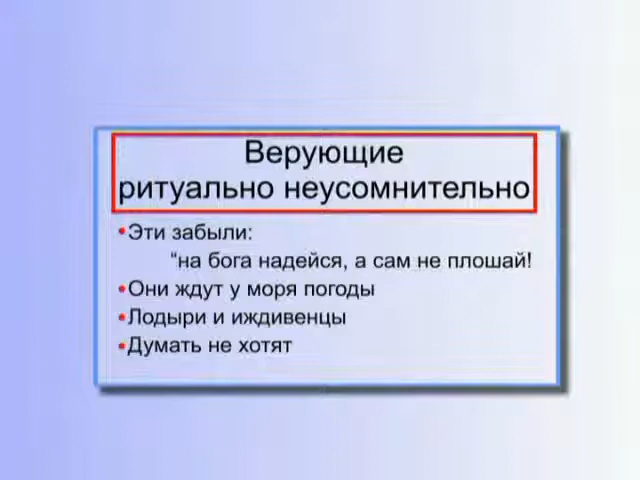 Верующие
ритуально неусомнительно
•Эти забыли:
“на бога надейся, а сам не плошай!
•Они ждут у моря погоды
•Лодыри и иждивенцы
•Думать не хотят